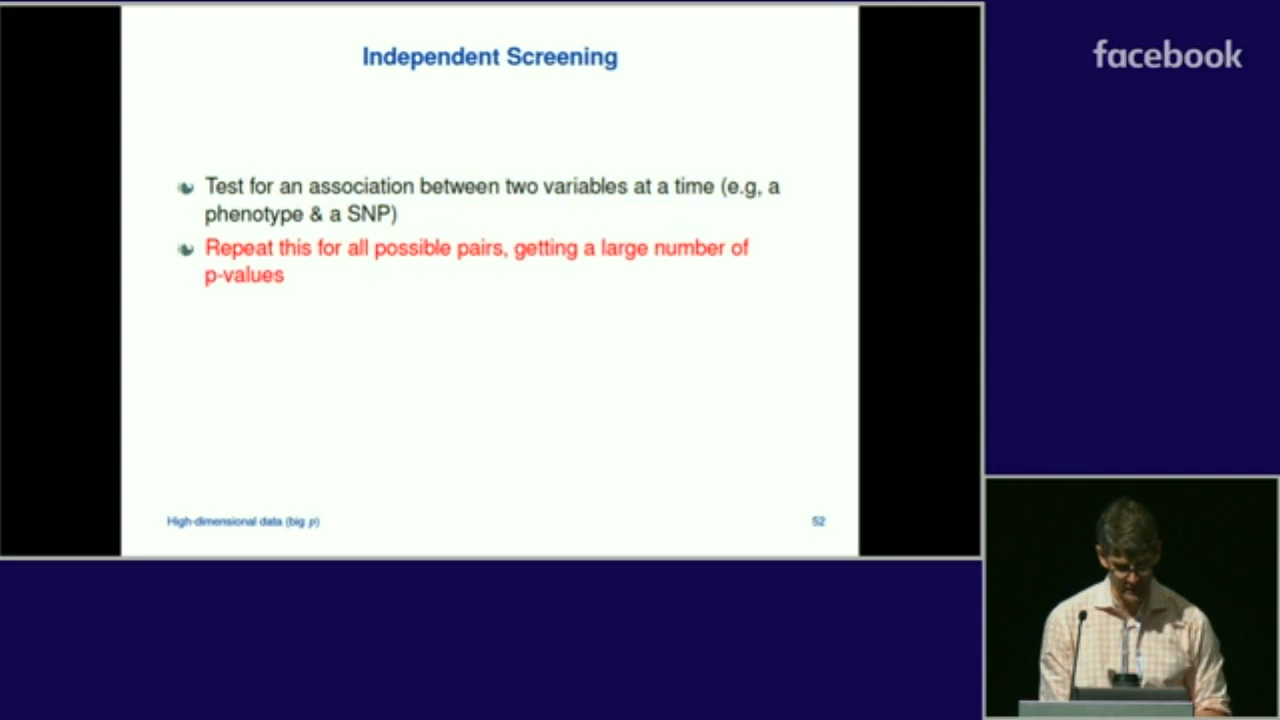 Independent Screening
facebook
Test for an association between two variables at a time (e.g, a
phenotype & a SNP)
Repeat this for all possible pairs, getting a large number of
p-values
High-dimensional data (big p)
52